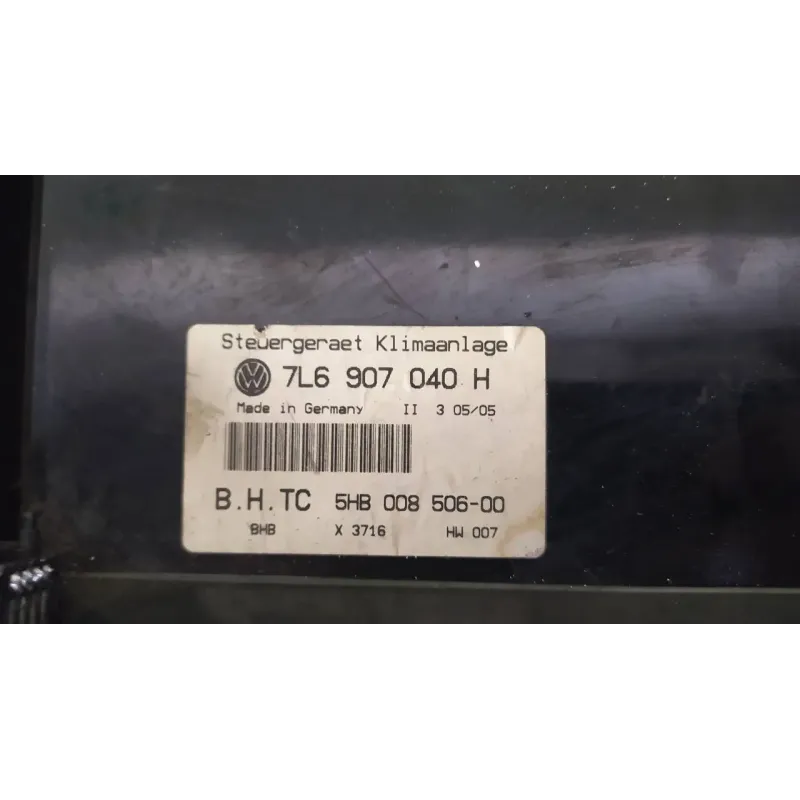 Steuergeraet Klimaanlage
VW 7L6 907 040 H
Made in Germany II 3 05/05
B.H.TC 5HB 008 506-00
BHB X 3716 HW 007